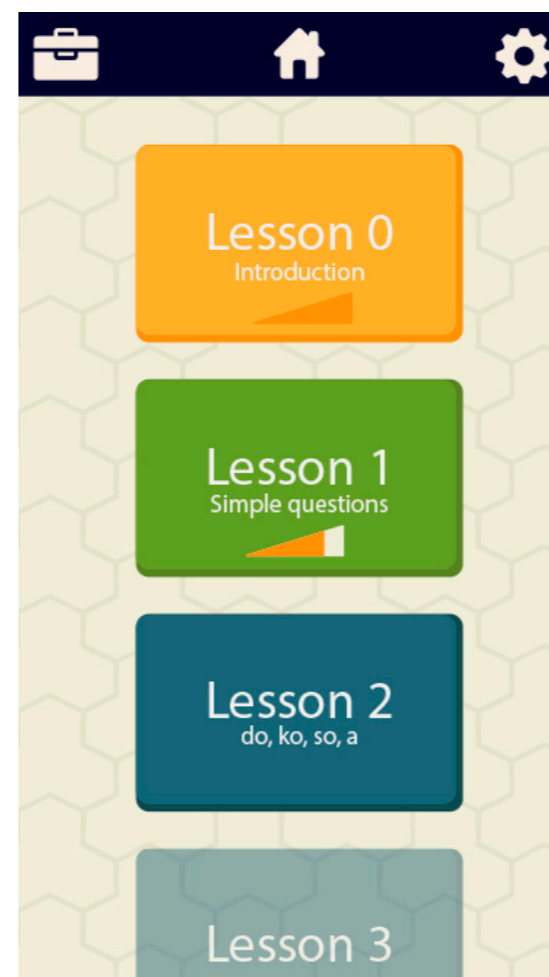 Lesson 0
Introduction
Lesson 1
Simple questions
Lesson 2
do, ko, so, a
Lesson 3